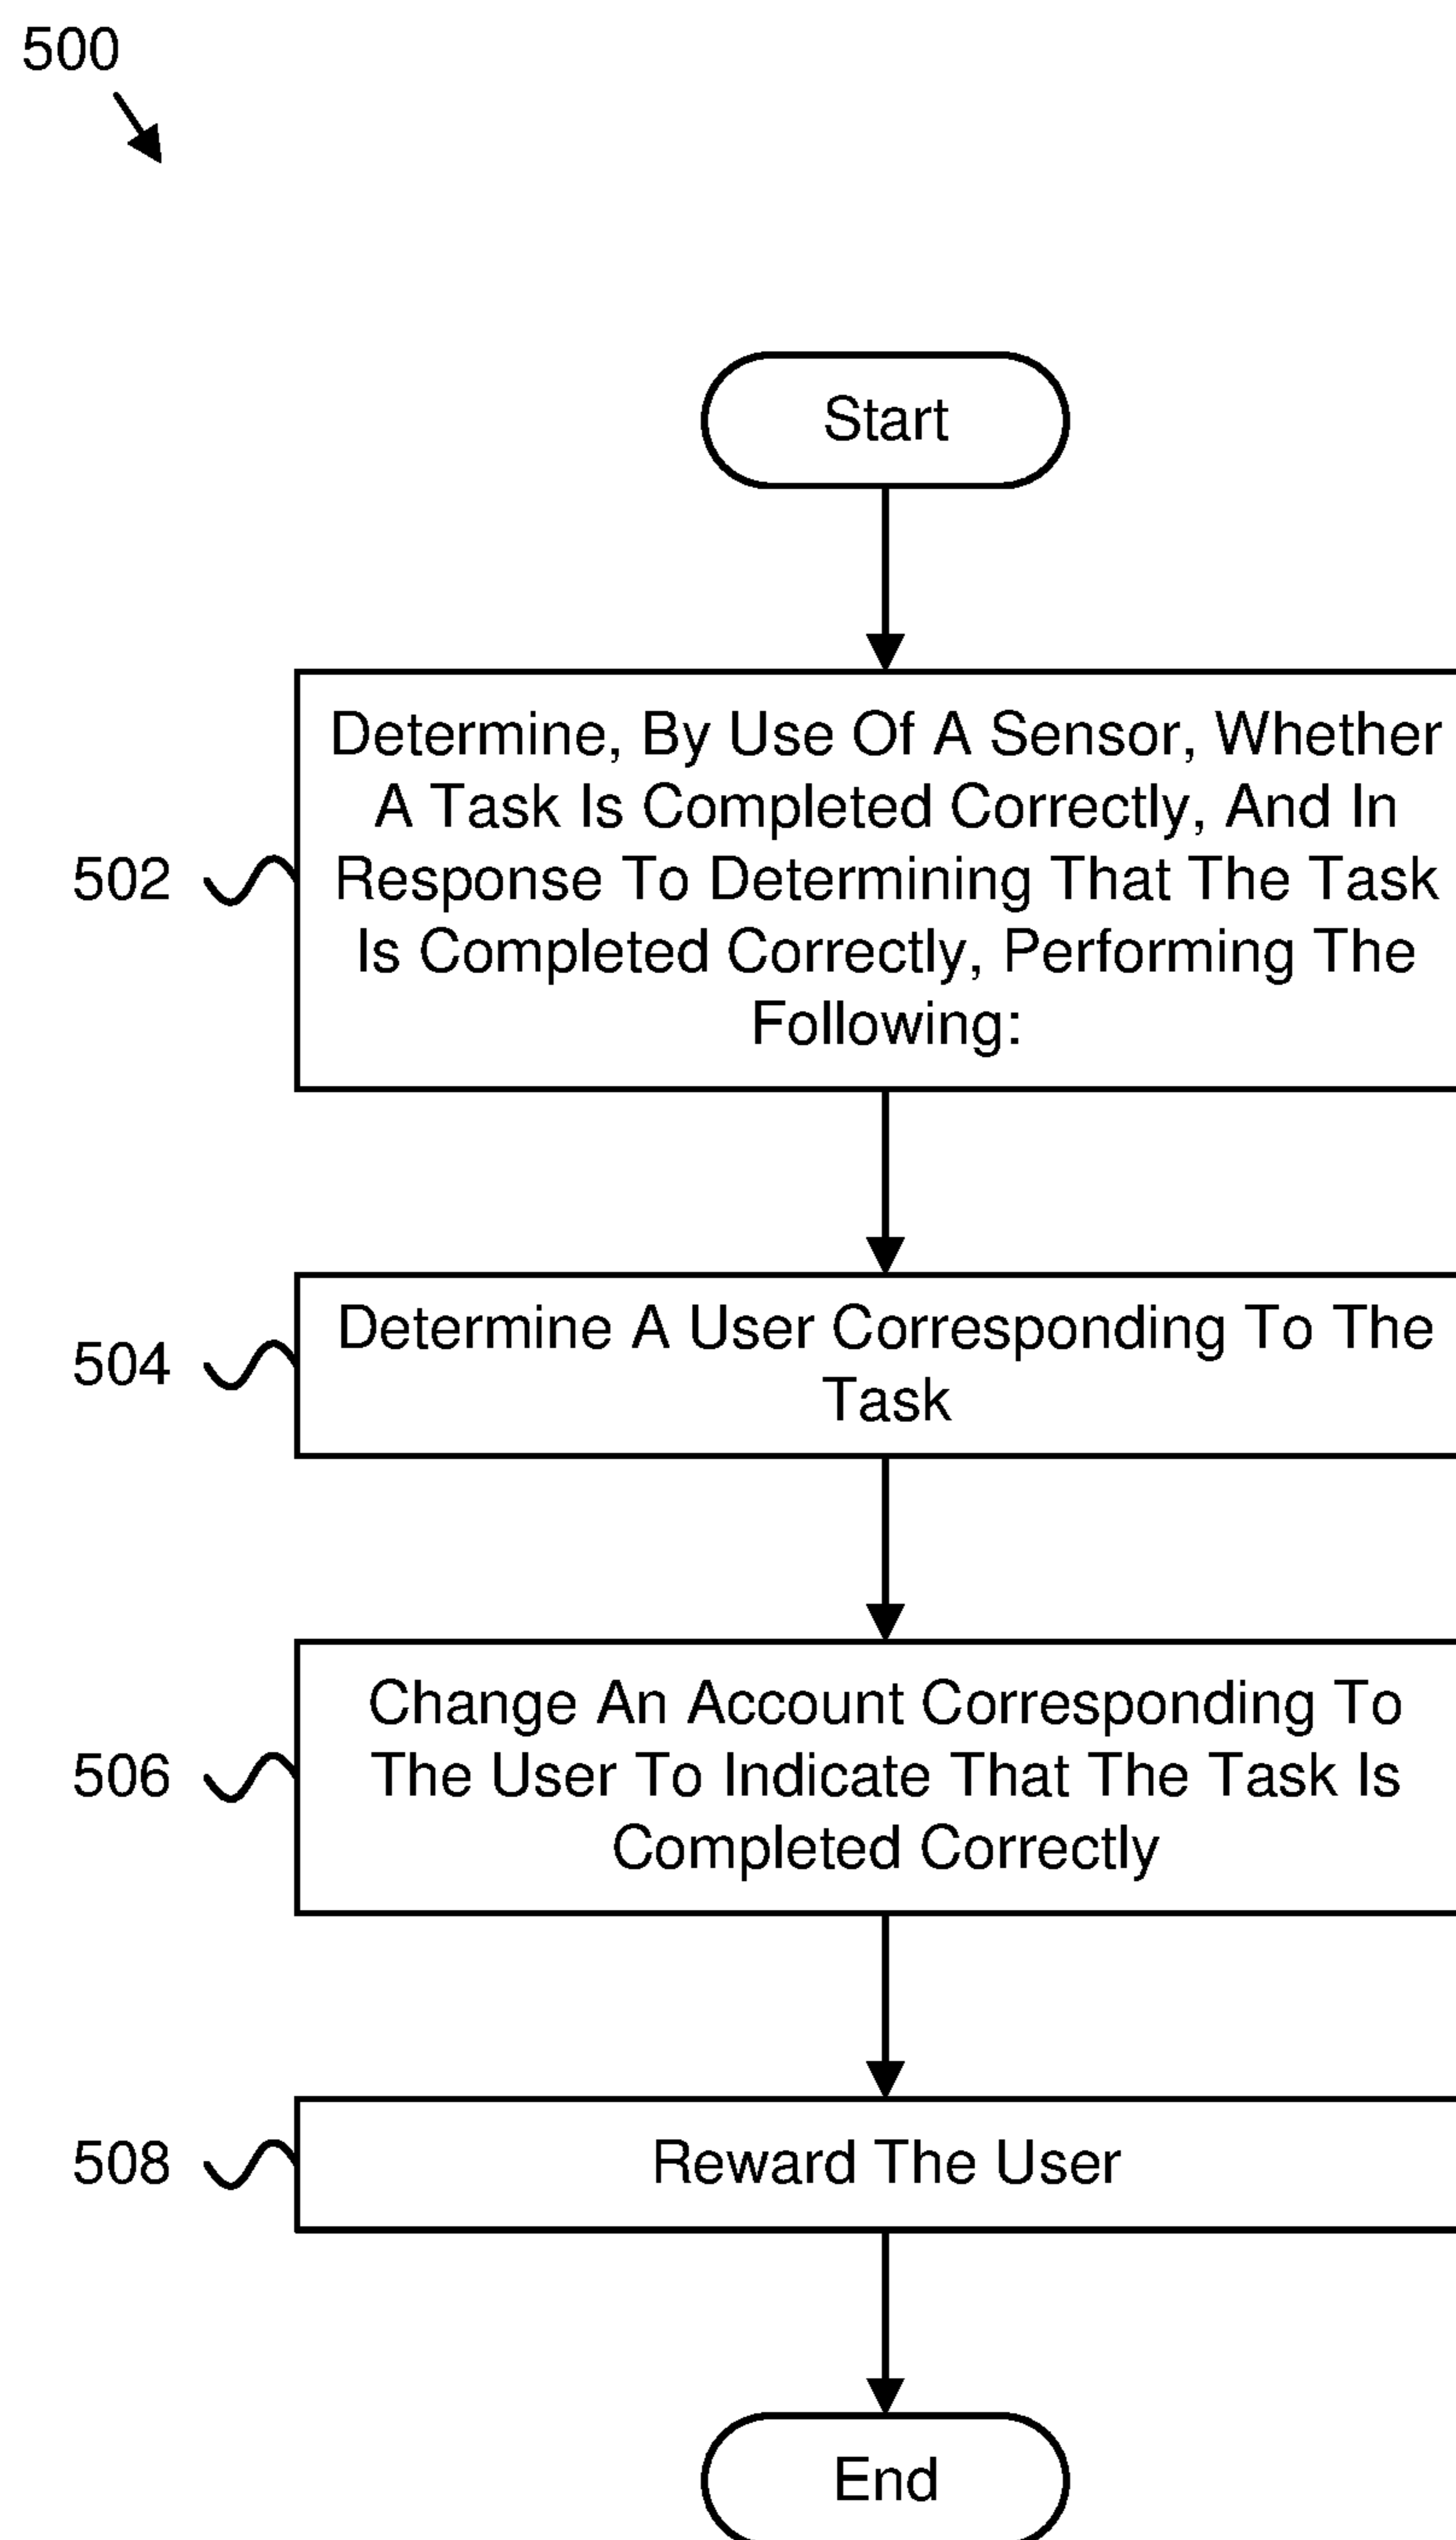 500
Start
Determine, By Use Of A Sensor, Whether
A Task Is Completed Correctly, And In
Response To Determining That The Task
Is Completed Correctly, Performing The
Following:
502
Determine A User Corresponding To The
Task
504
Change An Account Corresponding To
The User To Indicate That The Task Is
Completed Correctly
506
Reward The User
508
End